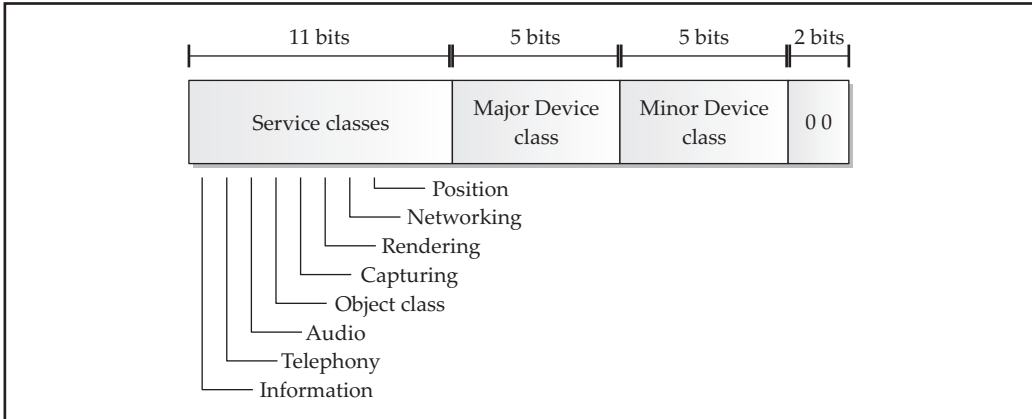 11 bits
5 bits
5 bits
2 bits
Service classes
Major Device
class
Minor Device
class
0 0
Position
Networking
Rendering
Capturing
Object class
Audio
Telephony
Information